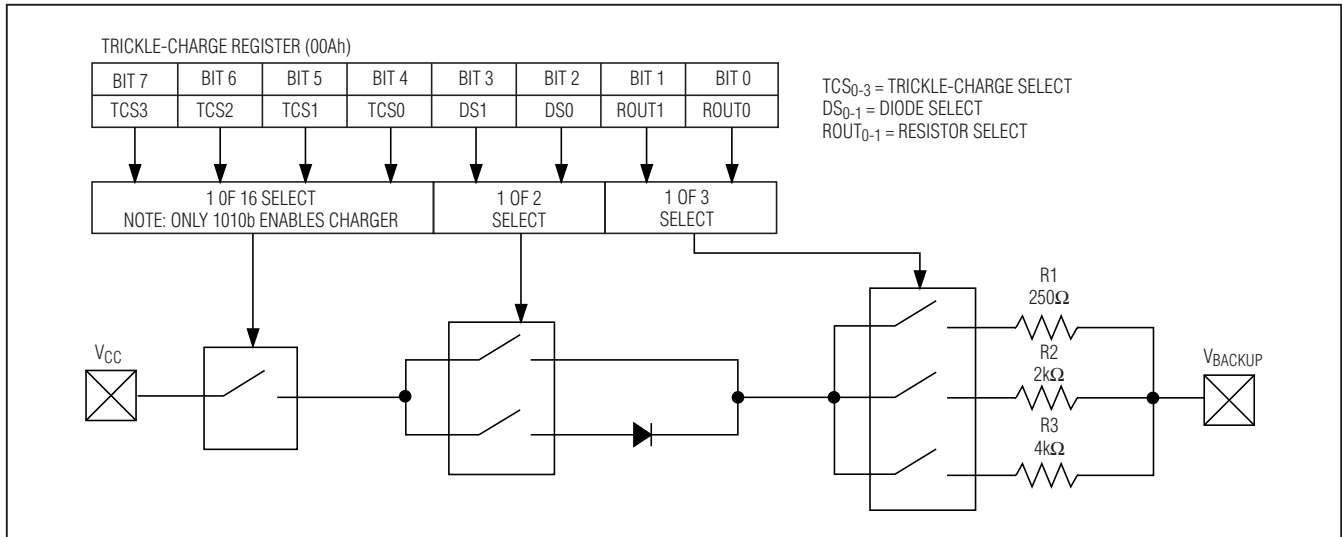 TRICKLE-CHARGE REGISTER (00Ah)
BIT 7 BIT 6 BIT 5 BIT 4 BIT 3 BIT 2 BIT 1 BIT 0
TCS3 TCS2 TCS1 TCS0 DS1 DS0 ROUT1 ROUT0
TCS0-3 = TRICKLE-CHARGE SELECT
DS0-1 = DIODE SELECT
ROUT0-1 = RESISTOR SELECT
1 0F 16 SELECT
NOTE: ONLY 1010b ENABLES CHARGER
1 OF 2
SELECT
1 OF 3
SELECT
R1
250Ω
VCC
R2
2kΩ
VBACKUP
R3
4kΩ